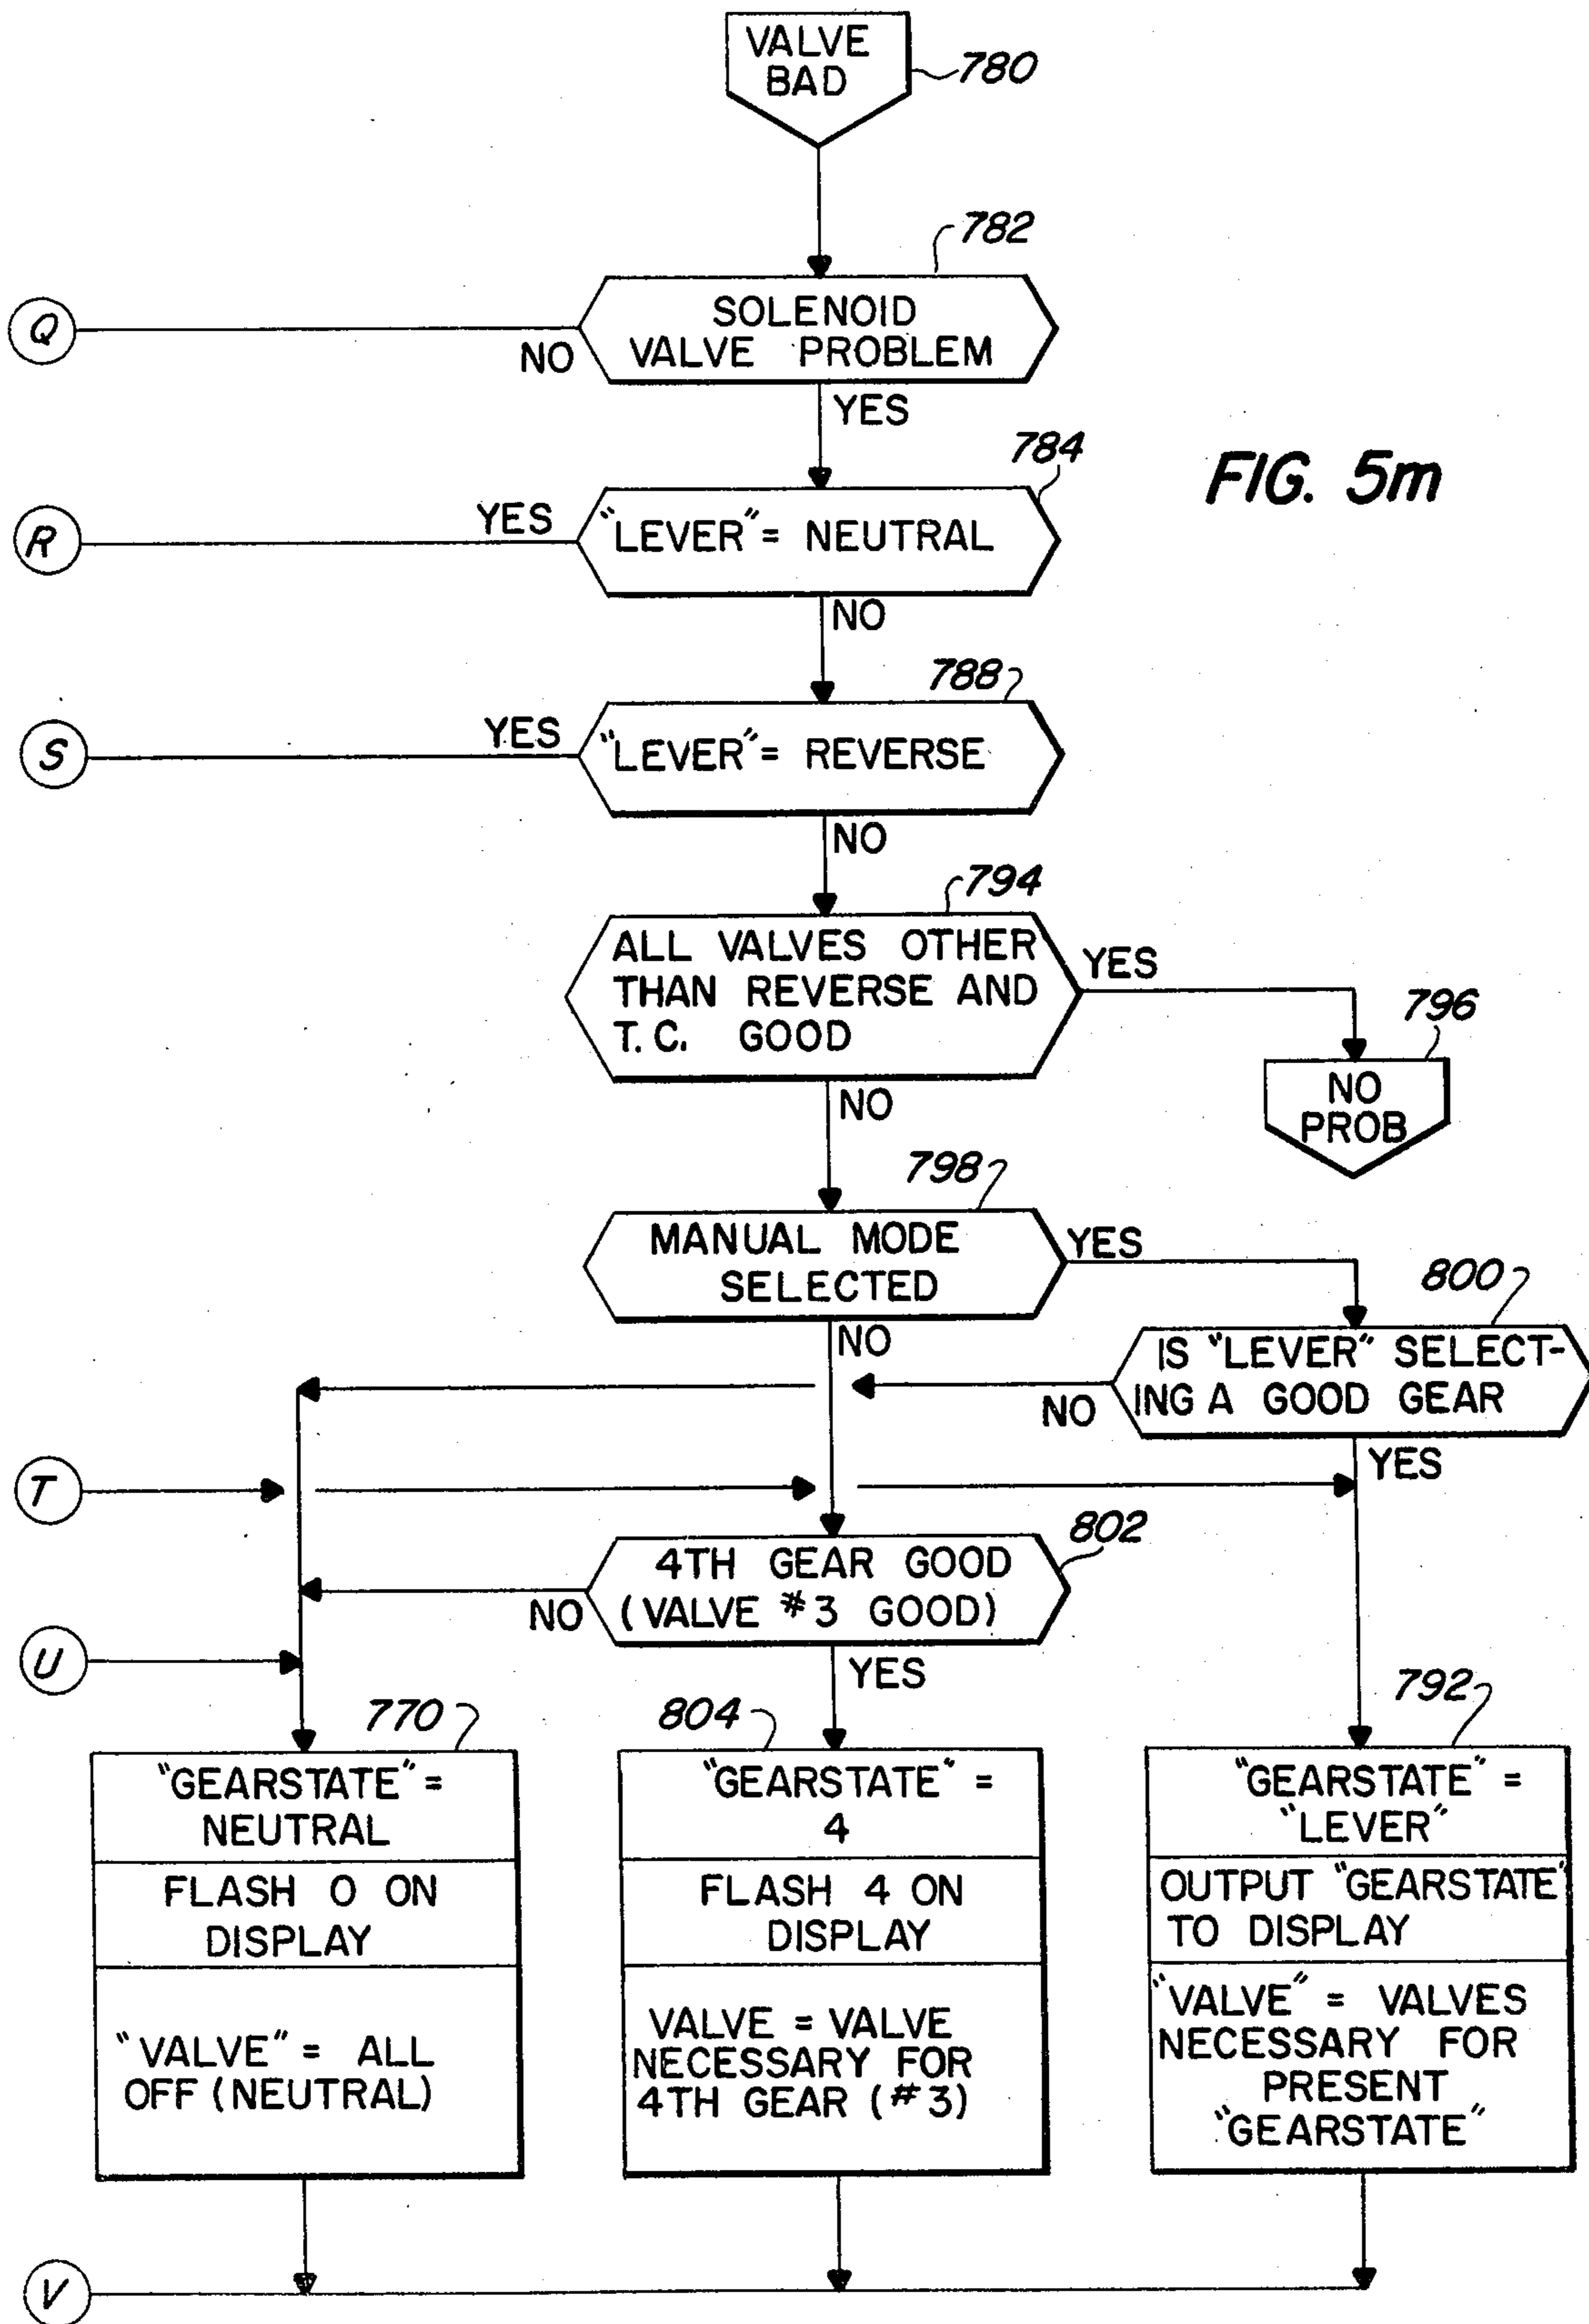 VALVE
BAD
780
782
SOLENOID
VALVE PROBLEM
Q
NO
YES
FIG. 5m
784
"LEVER" = NEUTRAL
YES
R
NO
788
"LEVER" = REVERSE
YES
S
NO
794
ALL VALVES OTHER
THAN REVERSE AND
T. C. GOOD
YES
796
NO
PROB
NO
798
MANUAL MODE
SELECTED
YES
800
NO
IS "LEVER" SELECT-
ING A GOOD GEAR
NO
YES
T
802
4TH GEAR GOOD
(VALVE #3 GOOD)
NO
U
YES
770
804
792
"GEARSTATE" =
NEUTRAL
FLASH 0 ON
DISPLAY
"VALVE" = ALL
OFF (NEUTRAL)
"GEARSTATE" =
4
FLASH 4 ON
DISPLAY
VALVE = VALVE
NECESSARY FOR
4TH GEAR (#3)
"GEARSTATE" =
"LEVER"
OUTPUT "GEARSTATE"
TO DISPLAY
"VALVE" = VALVES
NECESSARY FOR
PRESENT
"GEARSTATE"
V